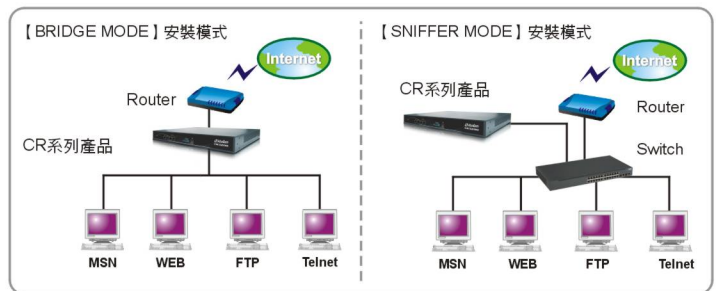 【BRIDGE MODE】安裝模式
Internet
Router
CR系列產品
MSN WEB FTP Telnet
【SNIFFER MODE】安裝模式
Internet
CR系列產品
Router
Switch
MSN WEB FTP Telnet